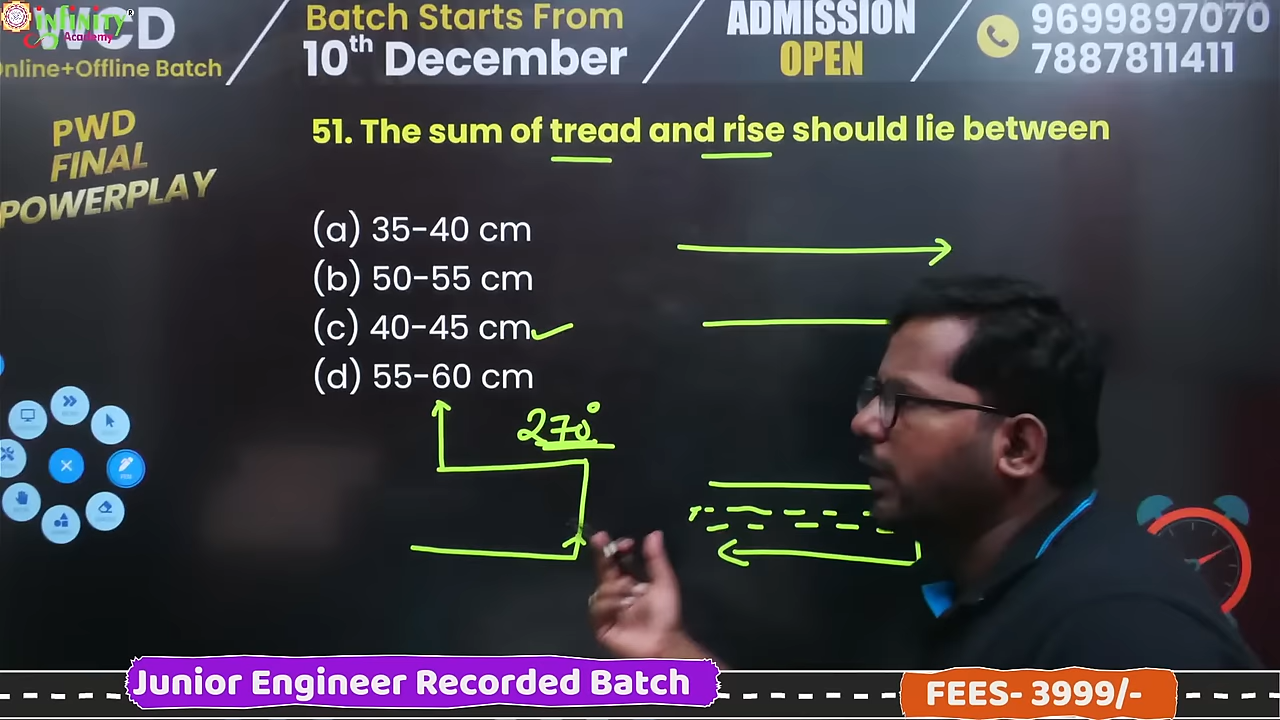 infinity
Academy
WCD
Online+Offline Batch
Batch Starts From
10th December
ADMISSION
OPEN
9699897070
7887811411
PWD
FINAL
POWERPLAY
51. The sum of tread and rise should lie between
(a) 35-40 cm
(b) 50-55 cm
(c) 40-45 cm
(d) 55-60 cm
270°
Junior Engineer Recorded Batch
FEES- 3999/-